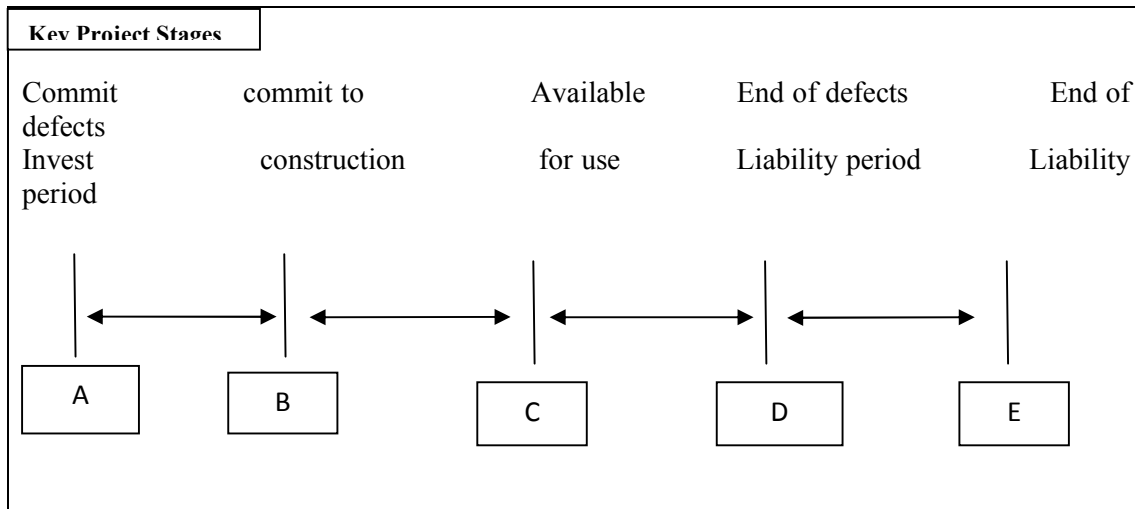 Key Project Stages
Commit commit to Available End of defects End of
defects
Invest construction for use Liability period Liability
period
A B C D E